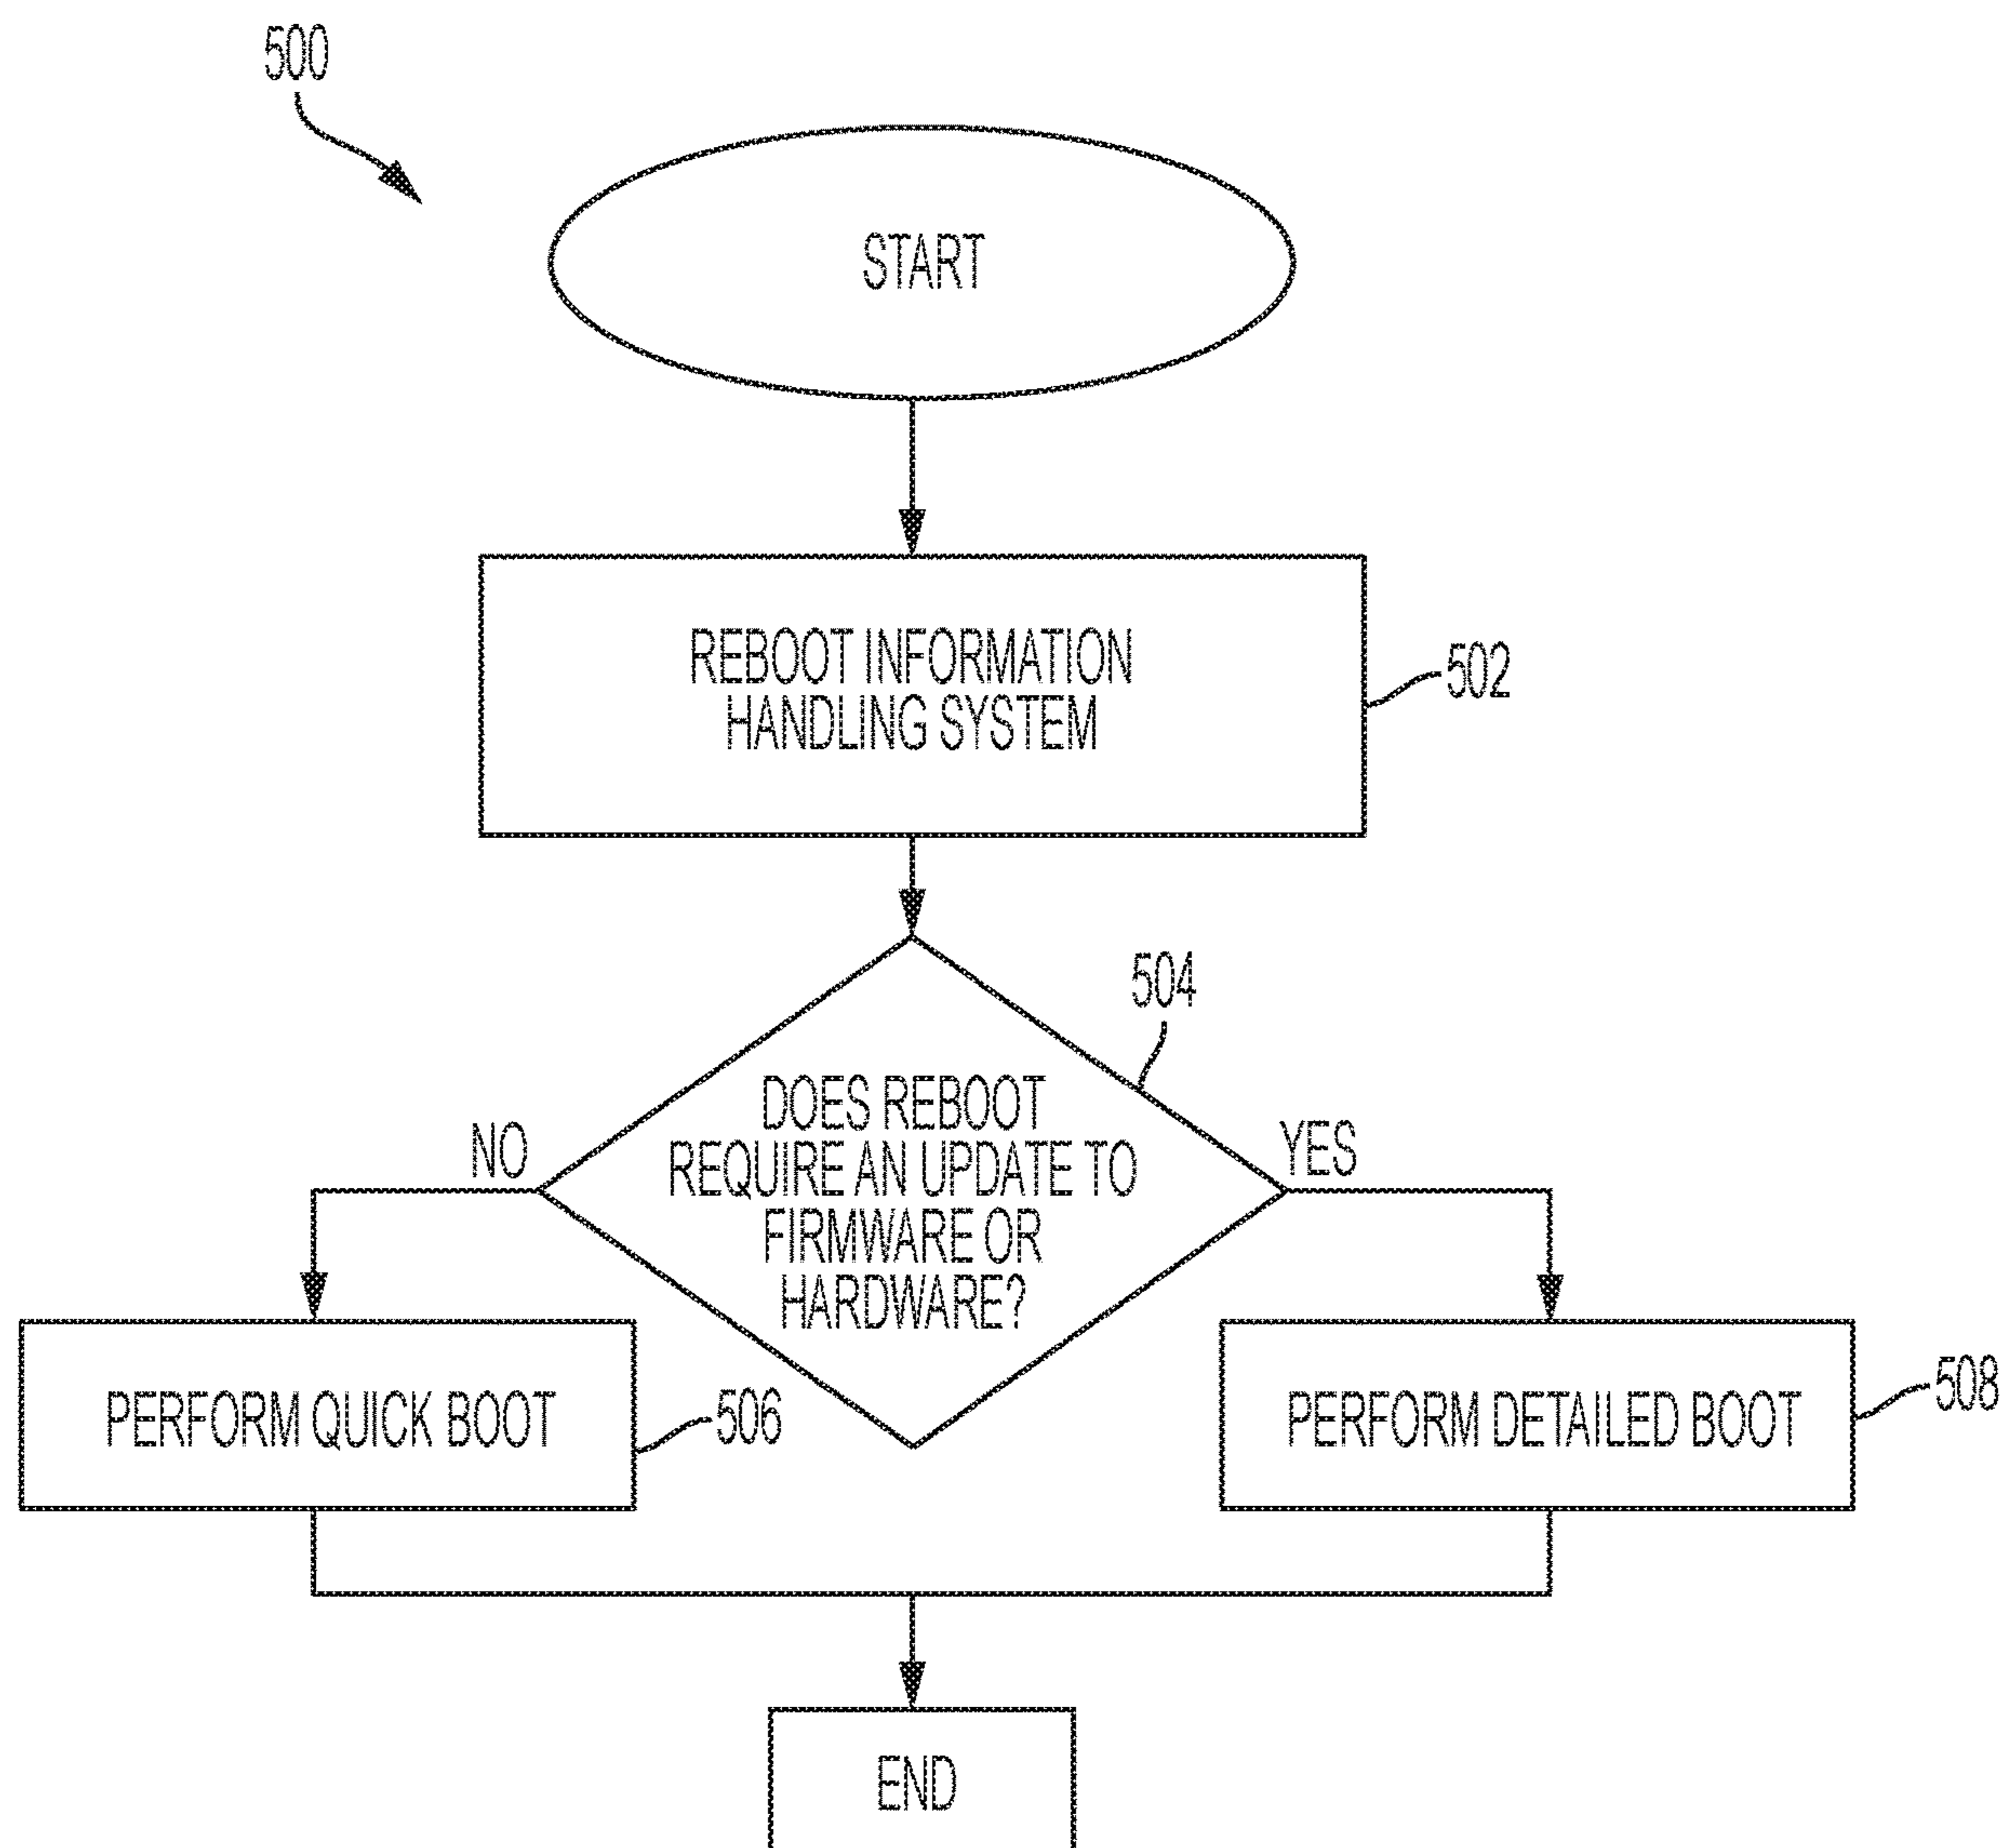 500
START
REBOOT INFORMATION
HANDLING SYSTEM
502
504
DOES REBOOT
REQUIRE AN UPDATE TO
FIRMWARE OR
HARDWARE?
NO
YES
PERFORM QUICK BOOT
506
PERFORM DETAILED BOOT
508
END